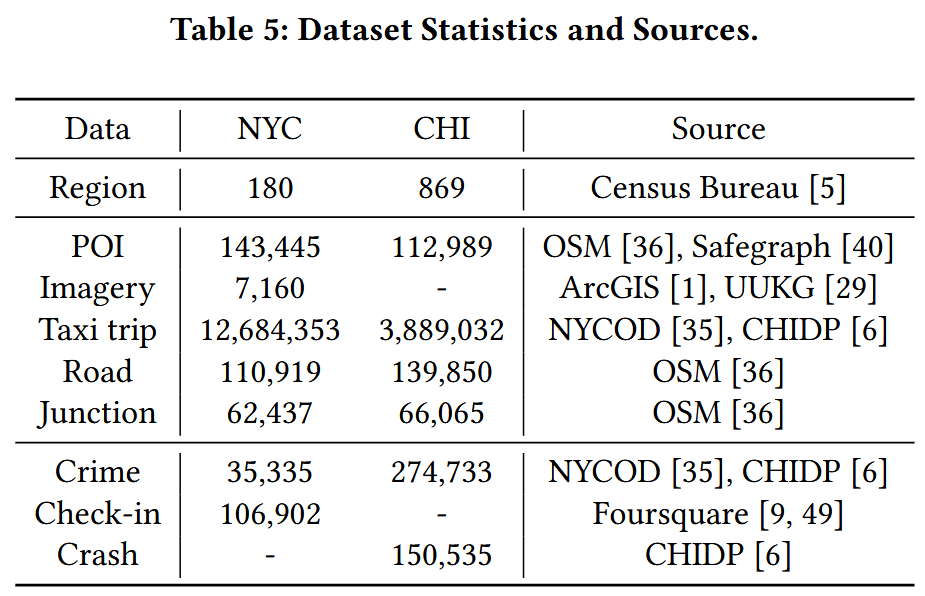 Table 5: Dataset Statistics and Sources.
Data NYC CHI Source
Region 180 869 Census Bureau [5]
POI 143,445 112,989 OSM [36], Safegraph [40]
Imagery 7,160 - ArcGIS [1], UUKG [29]
Taxi trip 12,684,353 3,889,032 NYCOD [35], CHIDP [6]
Road 110,919 139,850 OSM [36]
Junction 62,437 66,065 OSM [36]
Crime 35,335 274,733 NYCOD [35], CHIDP [6]
Check-in 106,902 - Foursquare [9, 49]
Crash - 150,535 CHIDP [6]